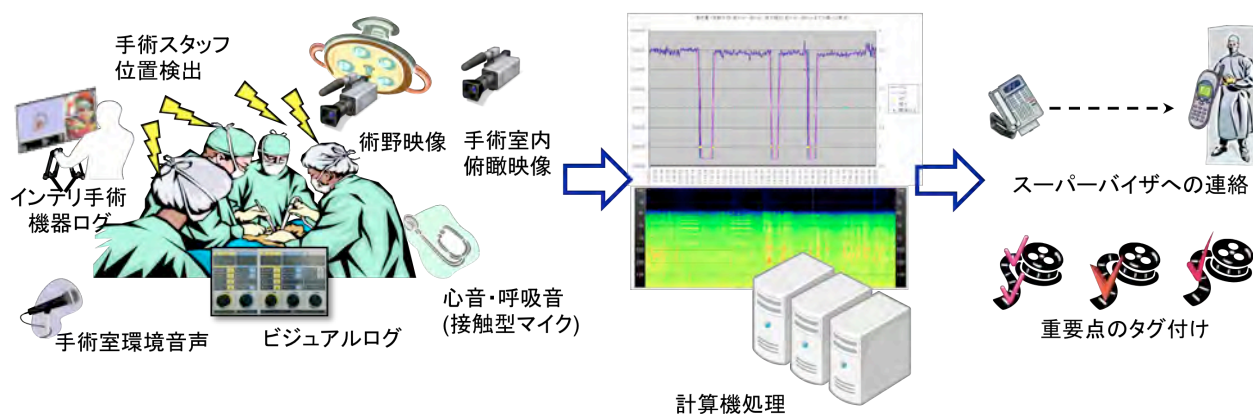 手術スタッフ
位置検出
術野映像
手術室内
俯瞰映像
インテリ手術
機器ログ
手術室環境音声
ビジュアルログ
心音・呼吸音
(接触型マイク)
計算機処理
スーパーバイザへの連絡
重要点のタグ付け